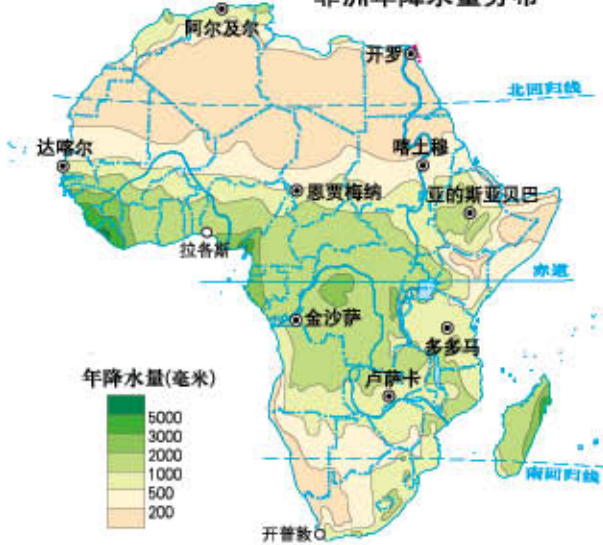 非洲年降水量分布
阿尔及尔
开罗
北回归线
达喀尔
喀土穆
恩贾梅纳
亚的斯亚贝巴
拉各斯
赤道
金沙萨
多多马
年降水量(毫米)
卢萨卡
5000
3000
2000
1000
500
200
南回归线
开普敦